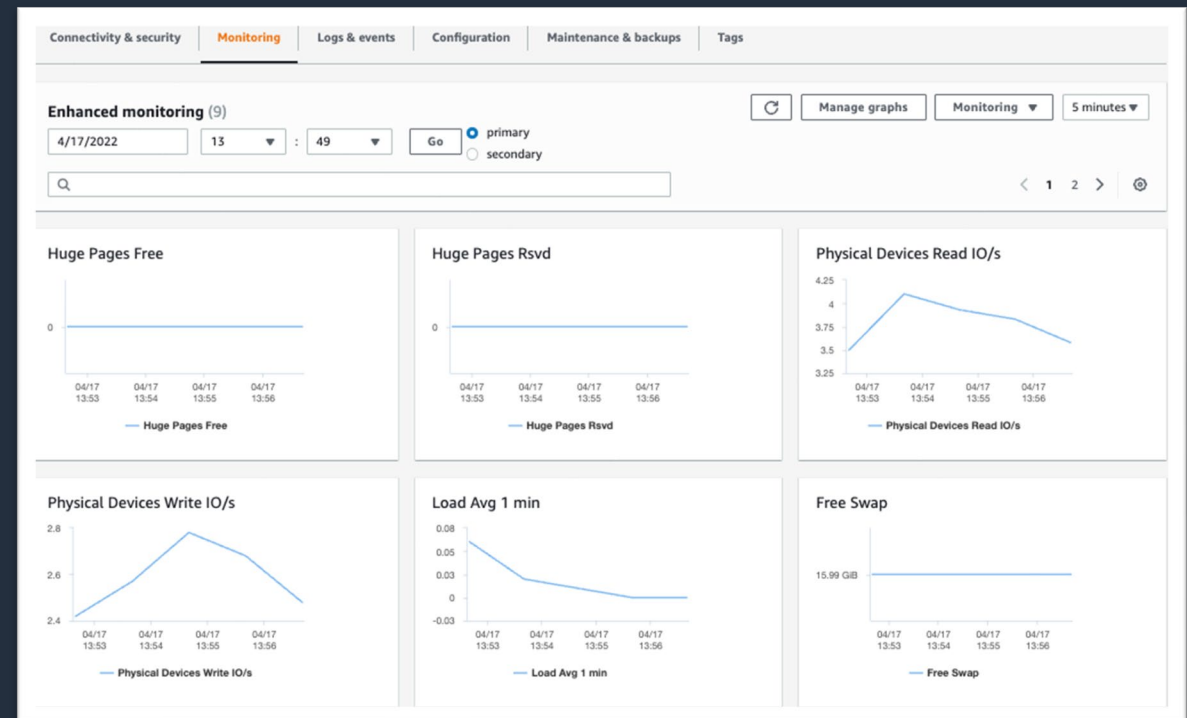 Connectivity & security Monitoring Logs & events Configuration Maintenance & backups Tags
Enhanced monitoring (9)
Manage graphs Monitoring 5 minutes
4/17/2022 13 : 49 Go primary
secondary
1 2
Huge Pages Free
0
04/17 04/17 04/17 04/17
13:53 13:54 13:55 13:56
Huge Pages Free
Huge Pages Rsvd
0
04/17 04/17 04/17 04/17
13:53 13:54 13:55 13:56
Huge Pages Rsvd
Physical Devices Read IO/s
4.25
4
3.75
3.5
3.25
04/17 04/17 04/17 04/17
13:53 13:54 13:55 13:56
Physical Devices Read IO/s
Physical Devices Write IO/s
2.8
2.6
2.4
04/17 04/17 04/17 04/17
13:53 13:54 13:55 13:56
Physical Devices Write IO/s
Load Avg 1 min
0.08
0.05
0.03
0
-0.03
04/17 04/17 04/17 04/17
13:53 13:54 13:55 13:56
Load Avg 1 min
Free Swap
15.99 GiB
04/17 04/17 04/17 04/17
13:53 13:54 13:55 13:56
Free Swap